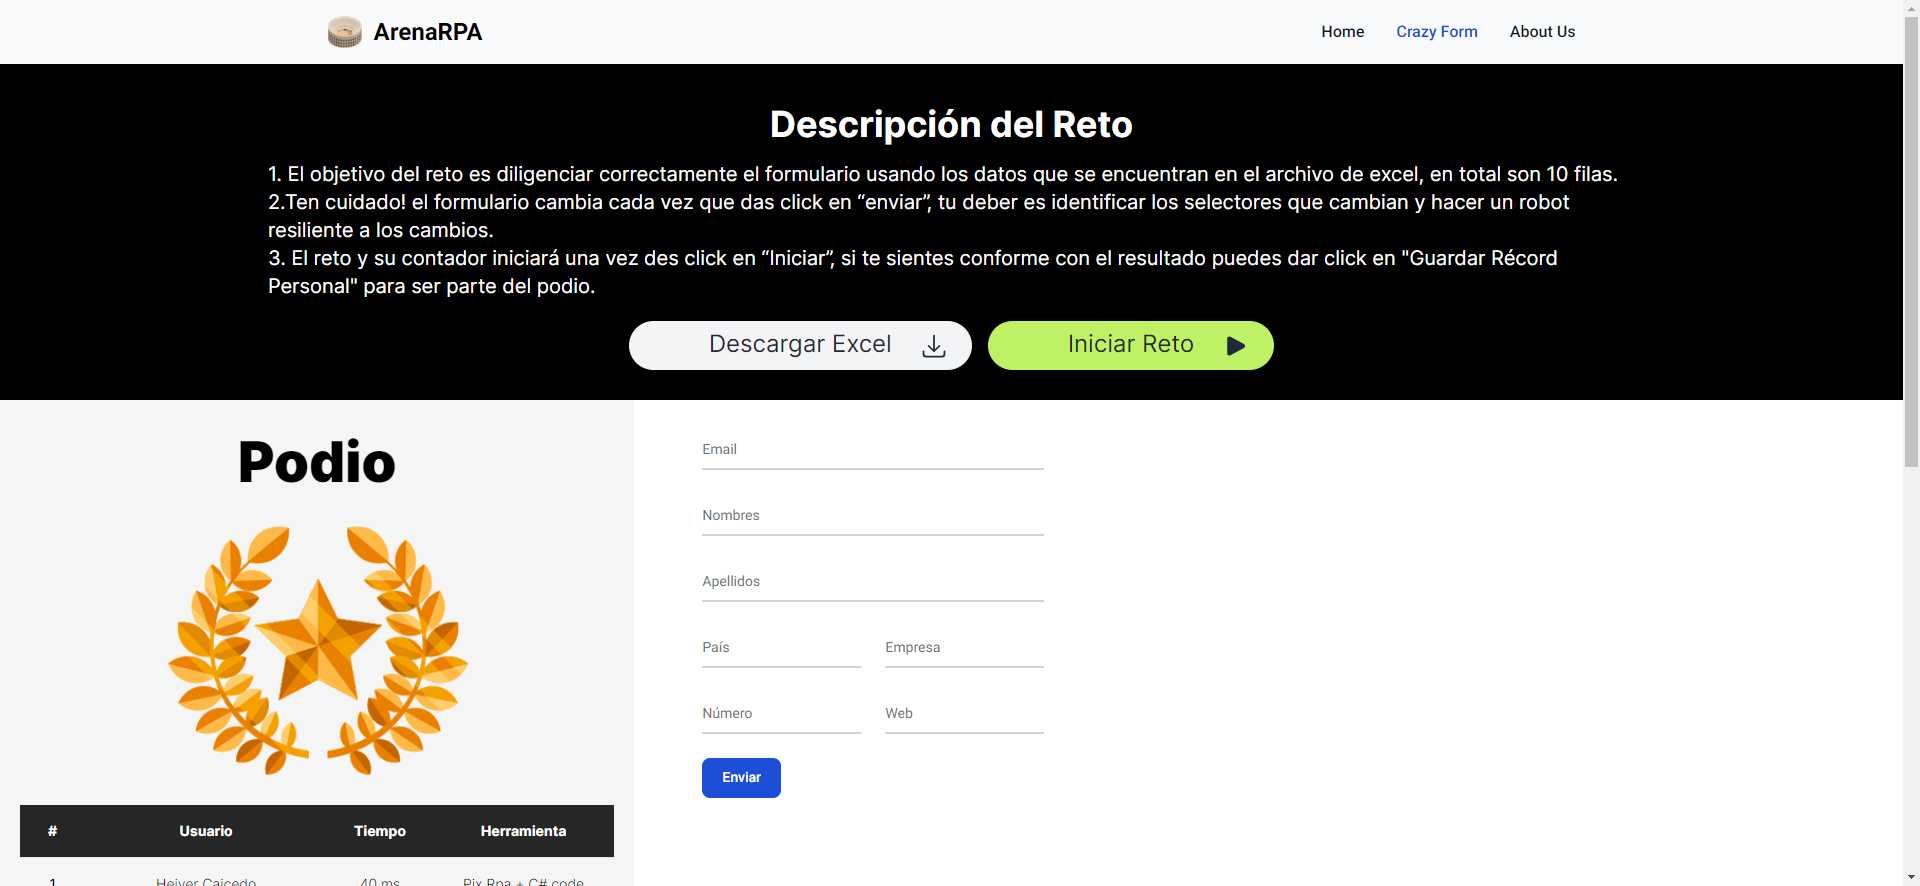 ArenaRPA
Home Crazy Form About Us
Descripción del Reto
1. El objetivo del reto es diligenciar correctamente el formulario usando los datos que se encuentran en el archivo de excel, en total son 10 filas.
2.Ten cuidado! el formulario cambia cada vez que das click en “enviar”, tu deber es identificar los selectores que cambian y hacer un robot
resiliente a los cambios.
3. El reto y su contador iniciará una vez des click en “Iniciar”, si te sientes conforme con el resultado puedes dar click en "Guardar Récord
Personal" para ser parte del podio.
Descargar Excel
Iniciar Reto
Podio
# Usuario Tiempo Herramienta
1 Heiver Caicedo 40 ms Pix Rpa + C# code
Email
Nombres
Apellidos
País Empresa
Número Web
Enviar